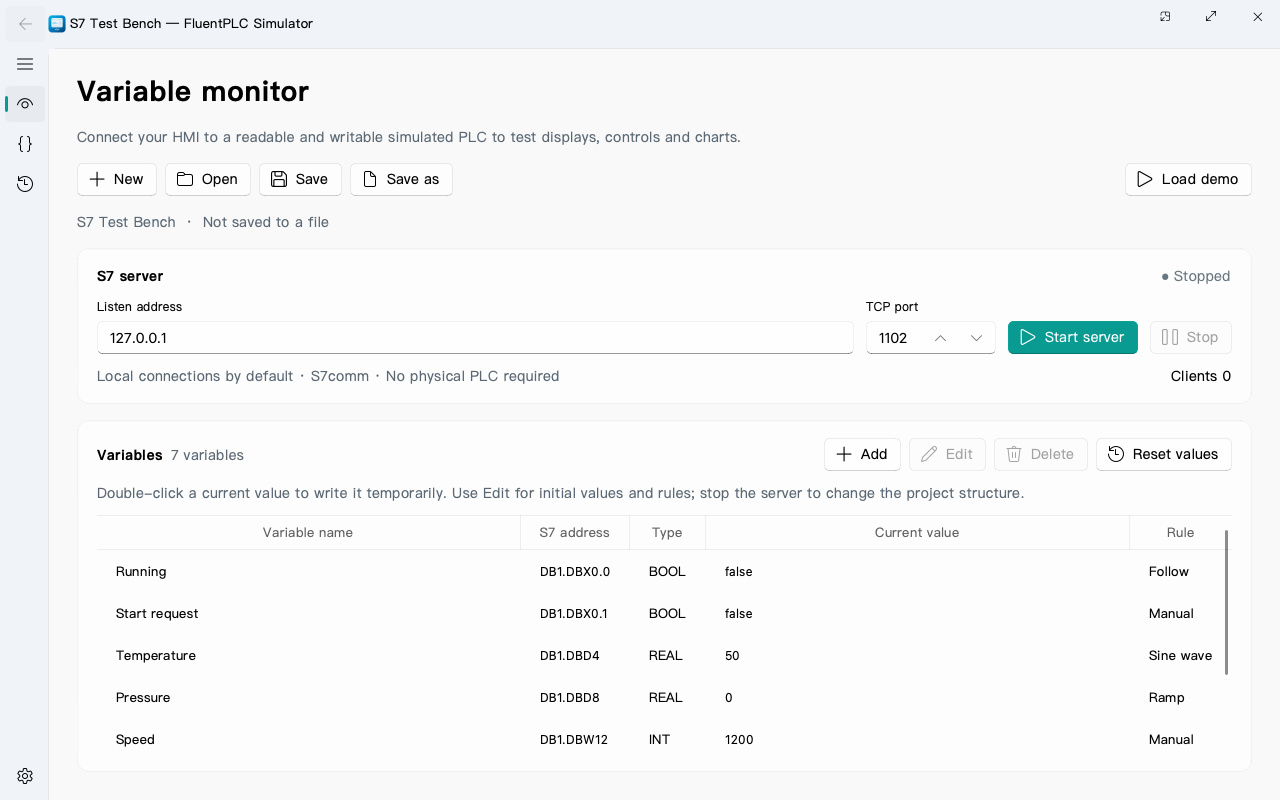 S7 Test Bench — FluentPLC Simulator
Variable monitor
Connect your HMI to a readable and writable simulated PLC to test displays, controls and charts.
New
Open
Save
Save as
Load demo
S7 Test Bench · Not saved to a file
S7 server
Stopped
Listen address
TCP port
127.0.0.1
1102
Start server
Stop
Local connections by default · S7comm · No physical PLC required
Clients 0
Variables 7 variables
Add
Edit
Delete
Reset values
Double-click a current value to write it temporarily. Use Edit for initial values and rules; stop the server to change the project structure.
Variable name S7 address Type Current value Rule
Running DB1.DBX0.0 BOOL false Follow
Start request DB1.DBX0.1 BOOL false Manual
Temperature DB1.DBD4 REAL 50 Sine wave
Pressure DB1.DBD8 REAL 0 Ramp
Speed DB1.DBW12 INT 1200 Manual